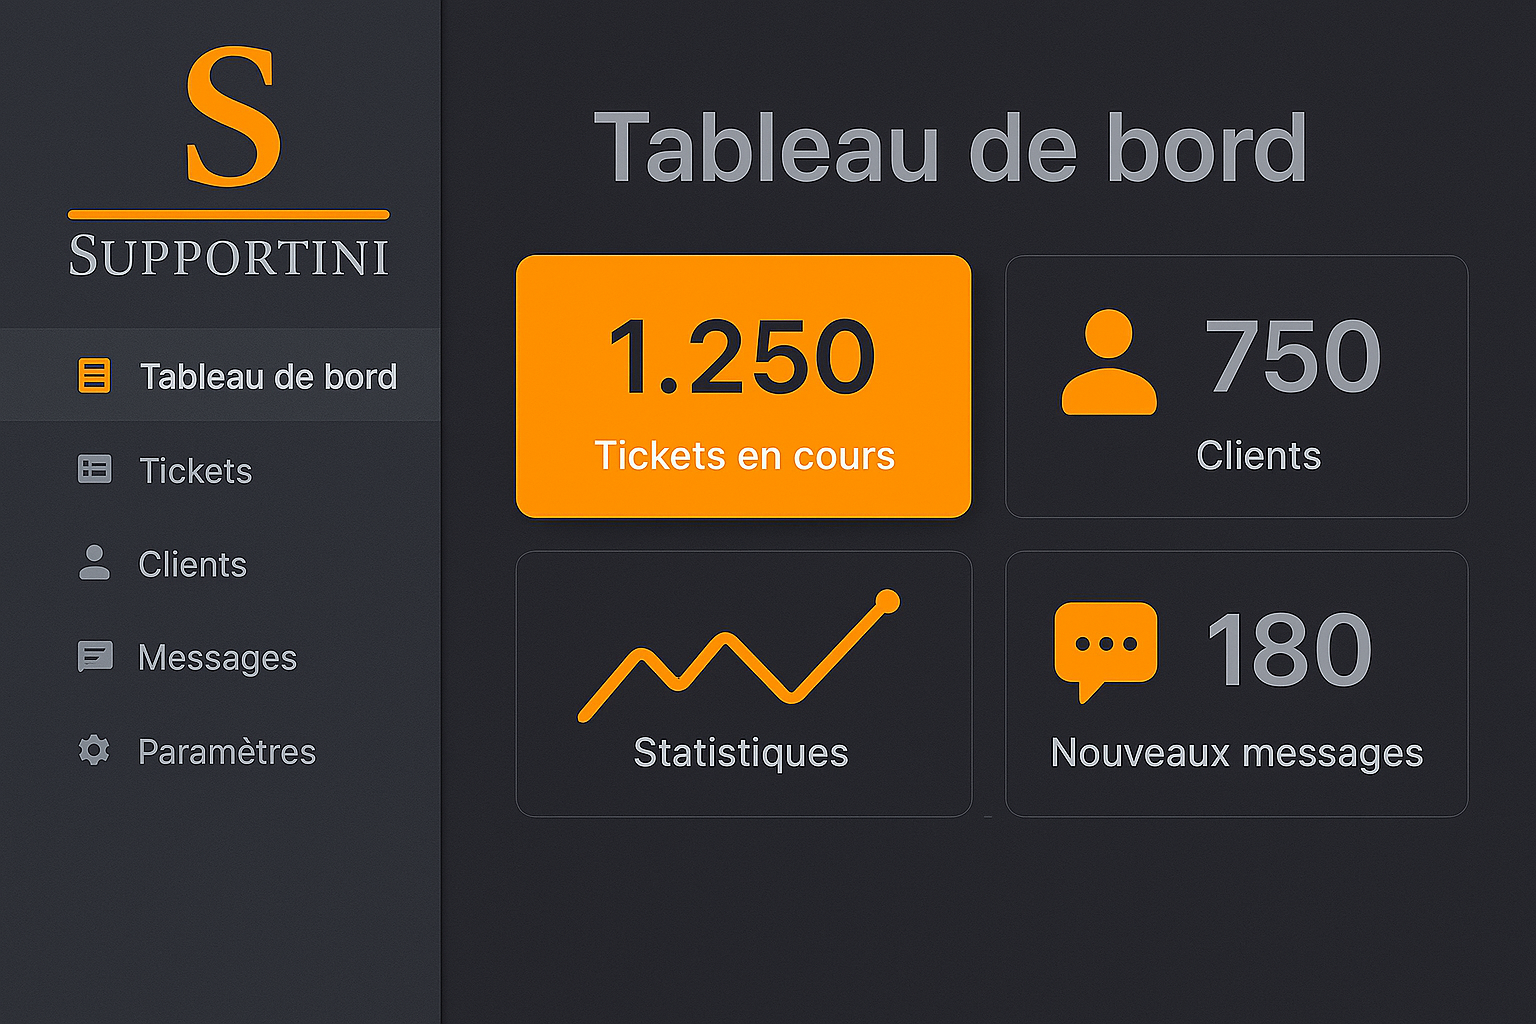 S
SUPPORTINI
Tableau de bord
Tickets
Clients
Messages
Paramètres
Tableau de bord
1.250
Tickets en cours
750
Clients
Statistiques
180
Nouveaux messages